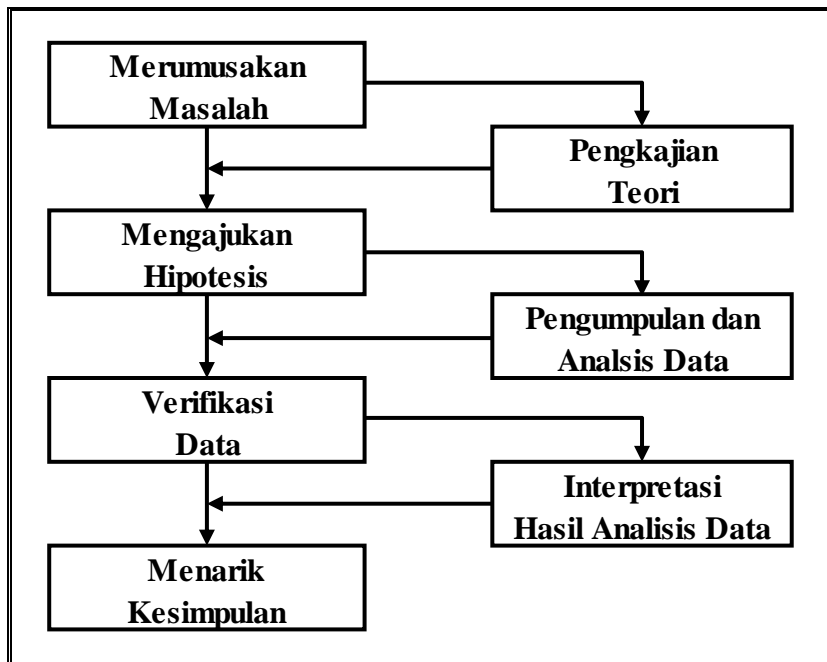 Merumusakan
Masalah
Pengkajian
Teori
Mengajukan
Hipotesis
Pengumpulan dan
Analsis Data
Verifikasi
Data
Interpretasi
Hasil Analisis Data
Menarik
Kesimpulan